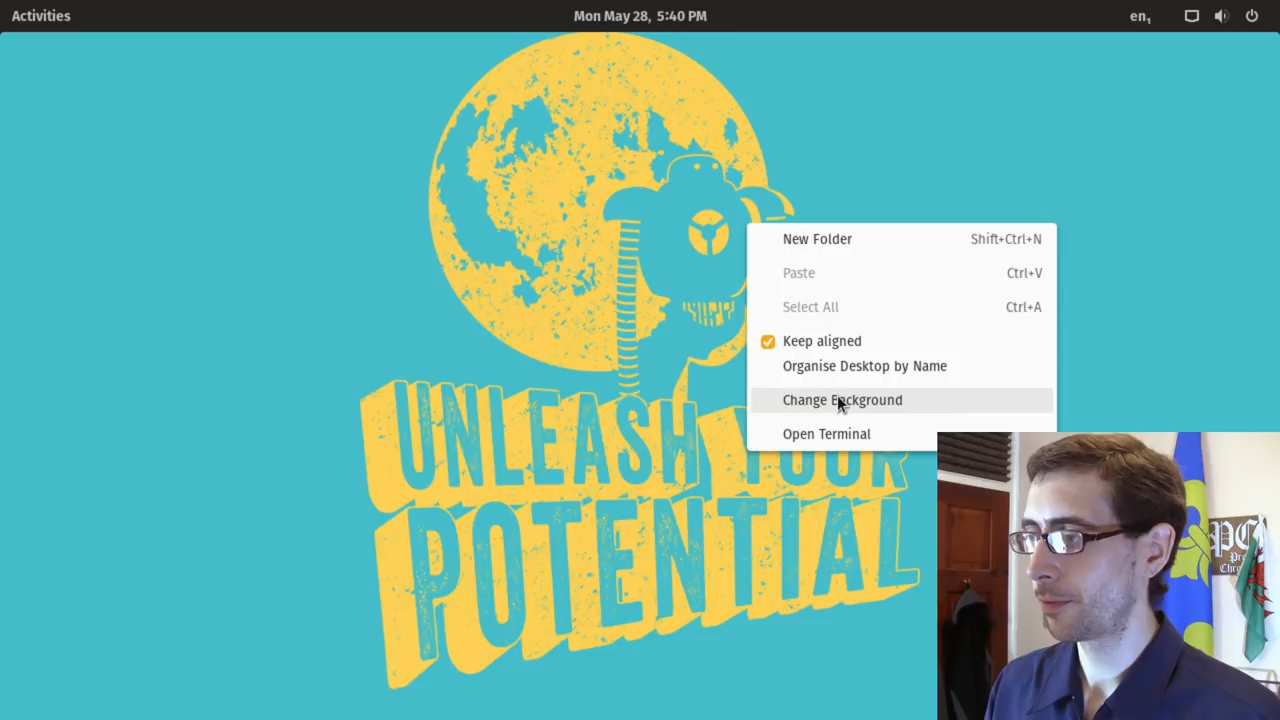 Activities
Mon May 28, 5:40 PM
en₁
New Folder Shift+Ctrl+N
Paste Ctrl+V
Select All Ctrl+A
Keep aligned
Organise Desktop by Name
Change Background
Open Terminal
UNLEASH YOUR
POTENTIAL